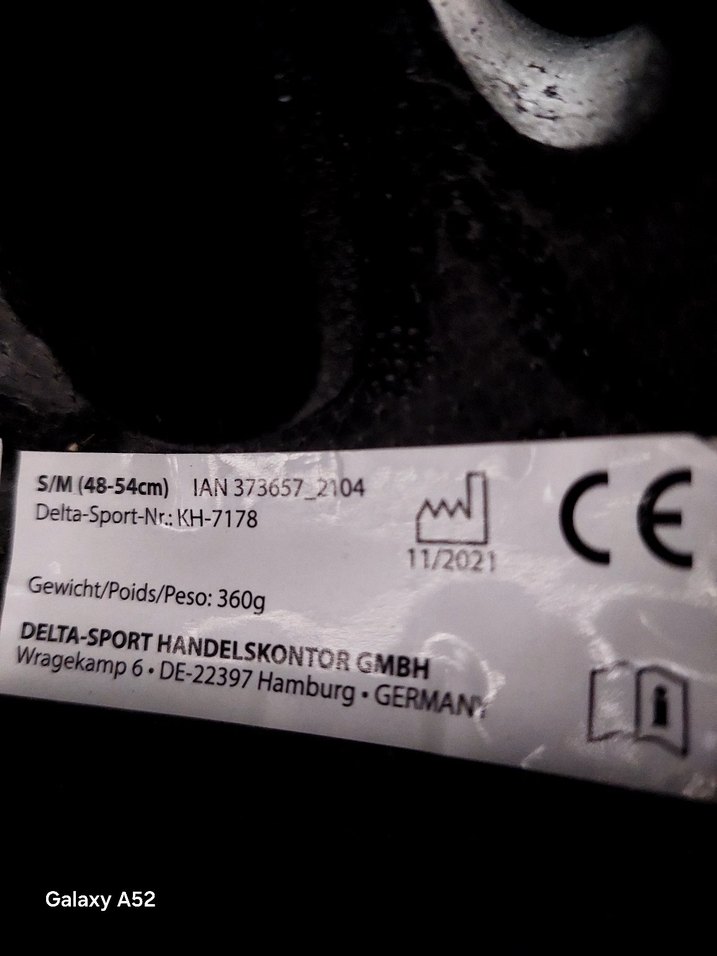 S/M (48-54cm) IAN 373657_2104
Delta-Sport-Nr.: KH-7178
11/2021
CE
Gewicht/Poids/Peso: 360g
DELTA-SPORT HANDELSKONTOR GMBH
Wragekamp 6 • DE-22397 Hamburg • GERMANY
i
Galaxy A52